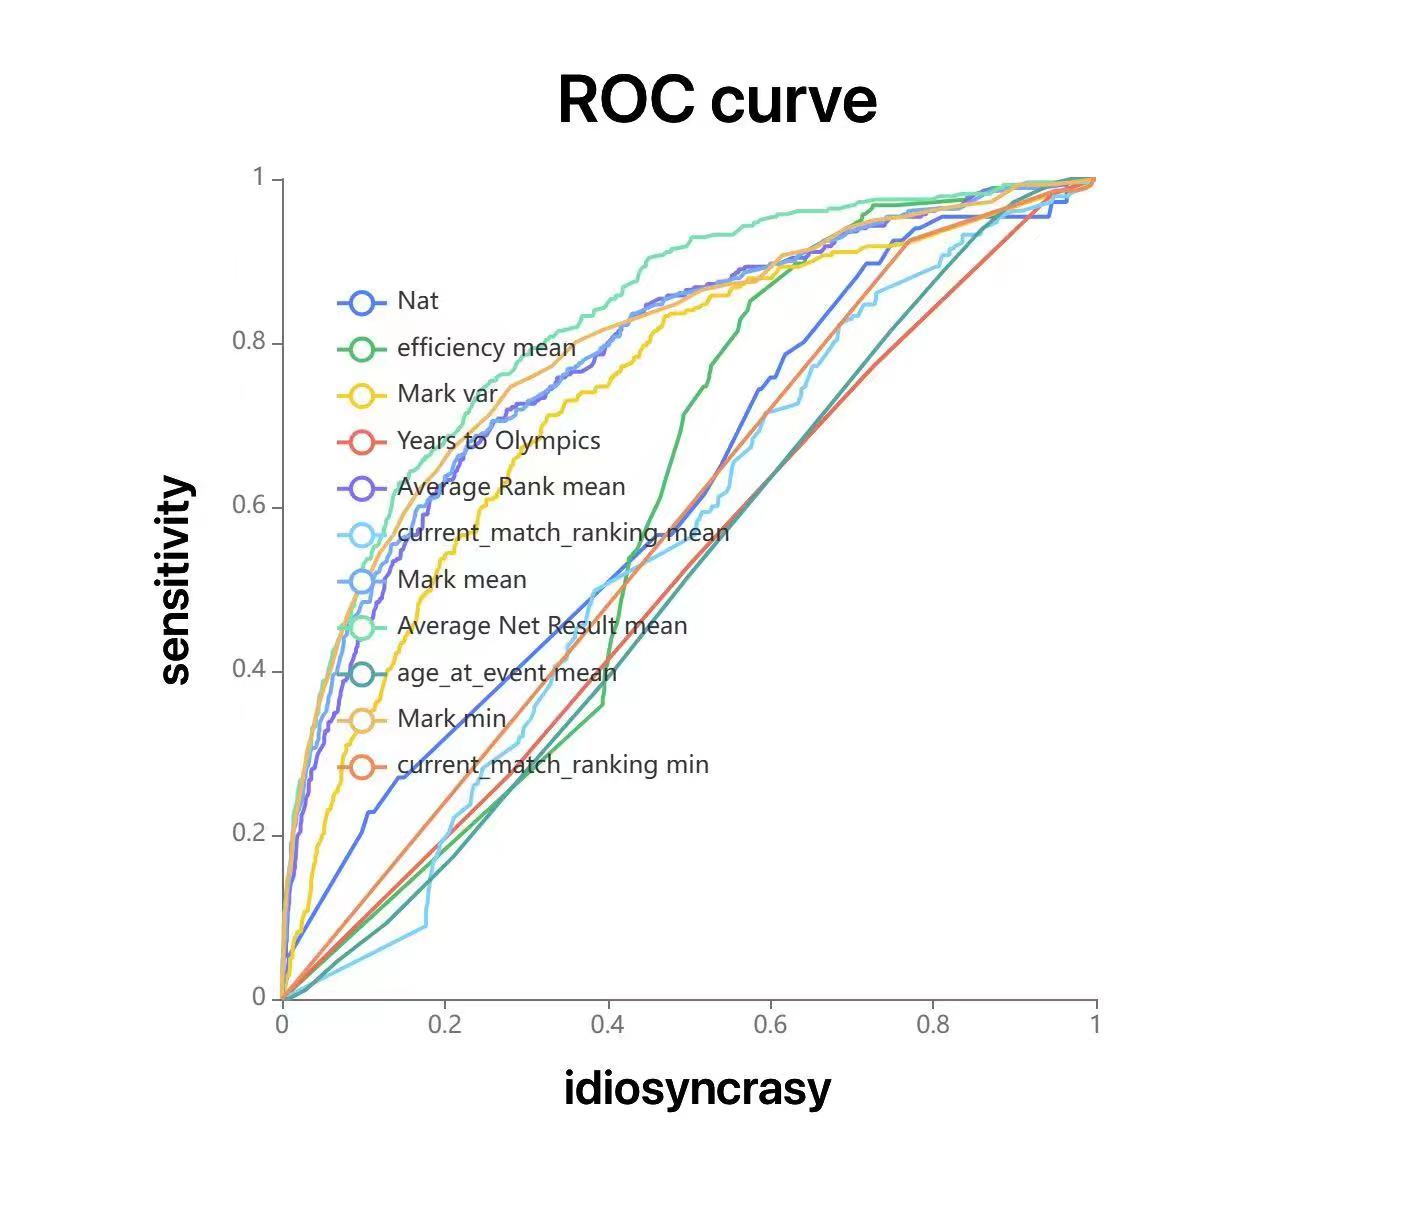 ROC curve
1
0.8
0.6
0.4
0.2
0
sensitivity
Nat
efficiency mean
Mark var
Years to Olympics
Average Rank mean
current_match_ranking mean
Mark mean
Average Net Result mean
age_at_event mean
Mark min
current_match_ranking min
0 0.2 0.4 0.6 0.8 1
idiosyncrasy